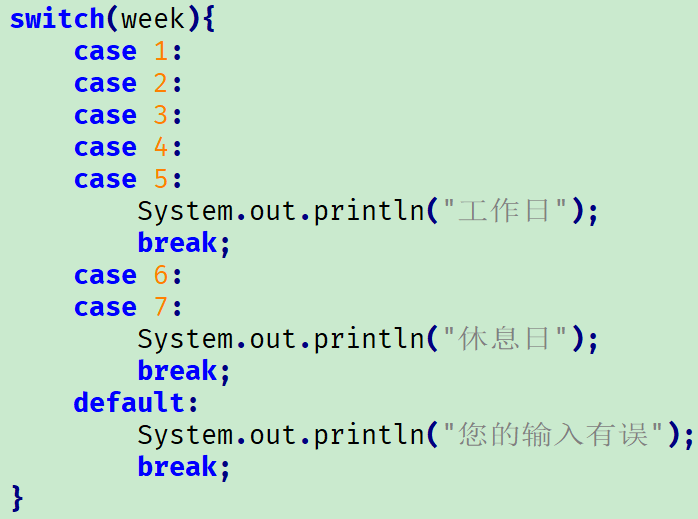 switch(week){
    case 1:
    case 2:
    case 3:
    case 4:
    case 5:
        System.out.println("工作日");
        break;
    case 6:
    case 7:
        System.out.println("休息日");
        break;
    default:
        System.out.println("您的输入有误");
        break;
}